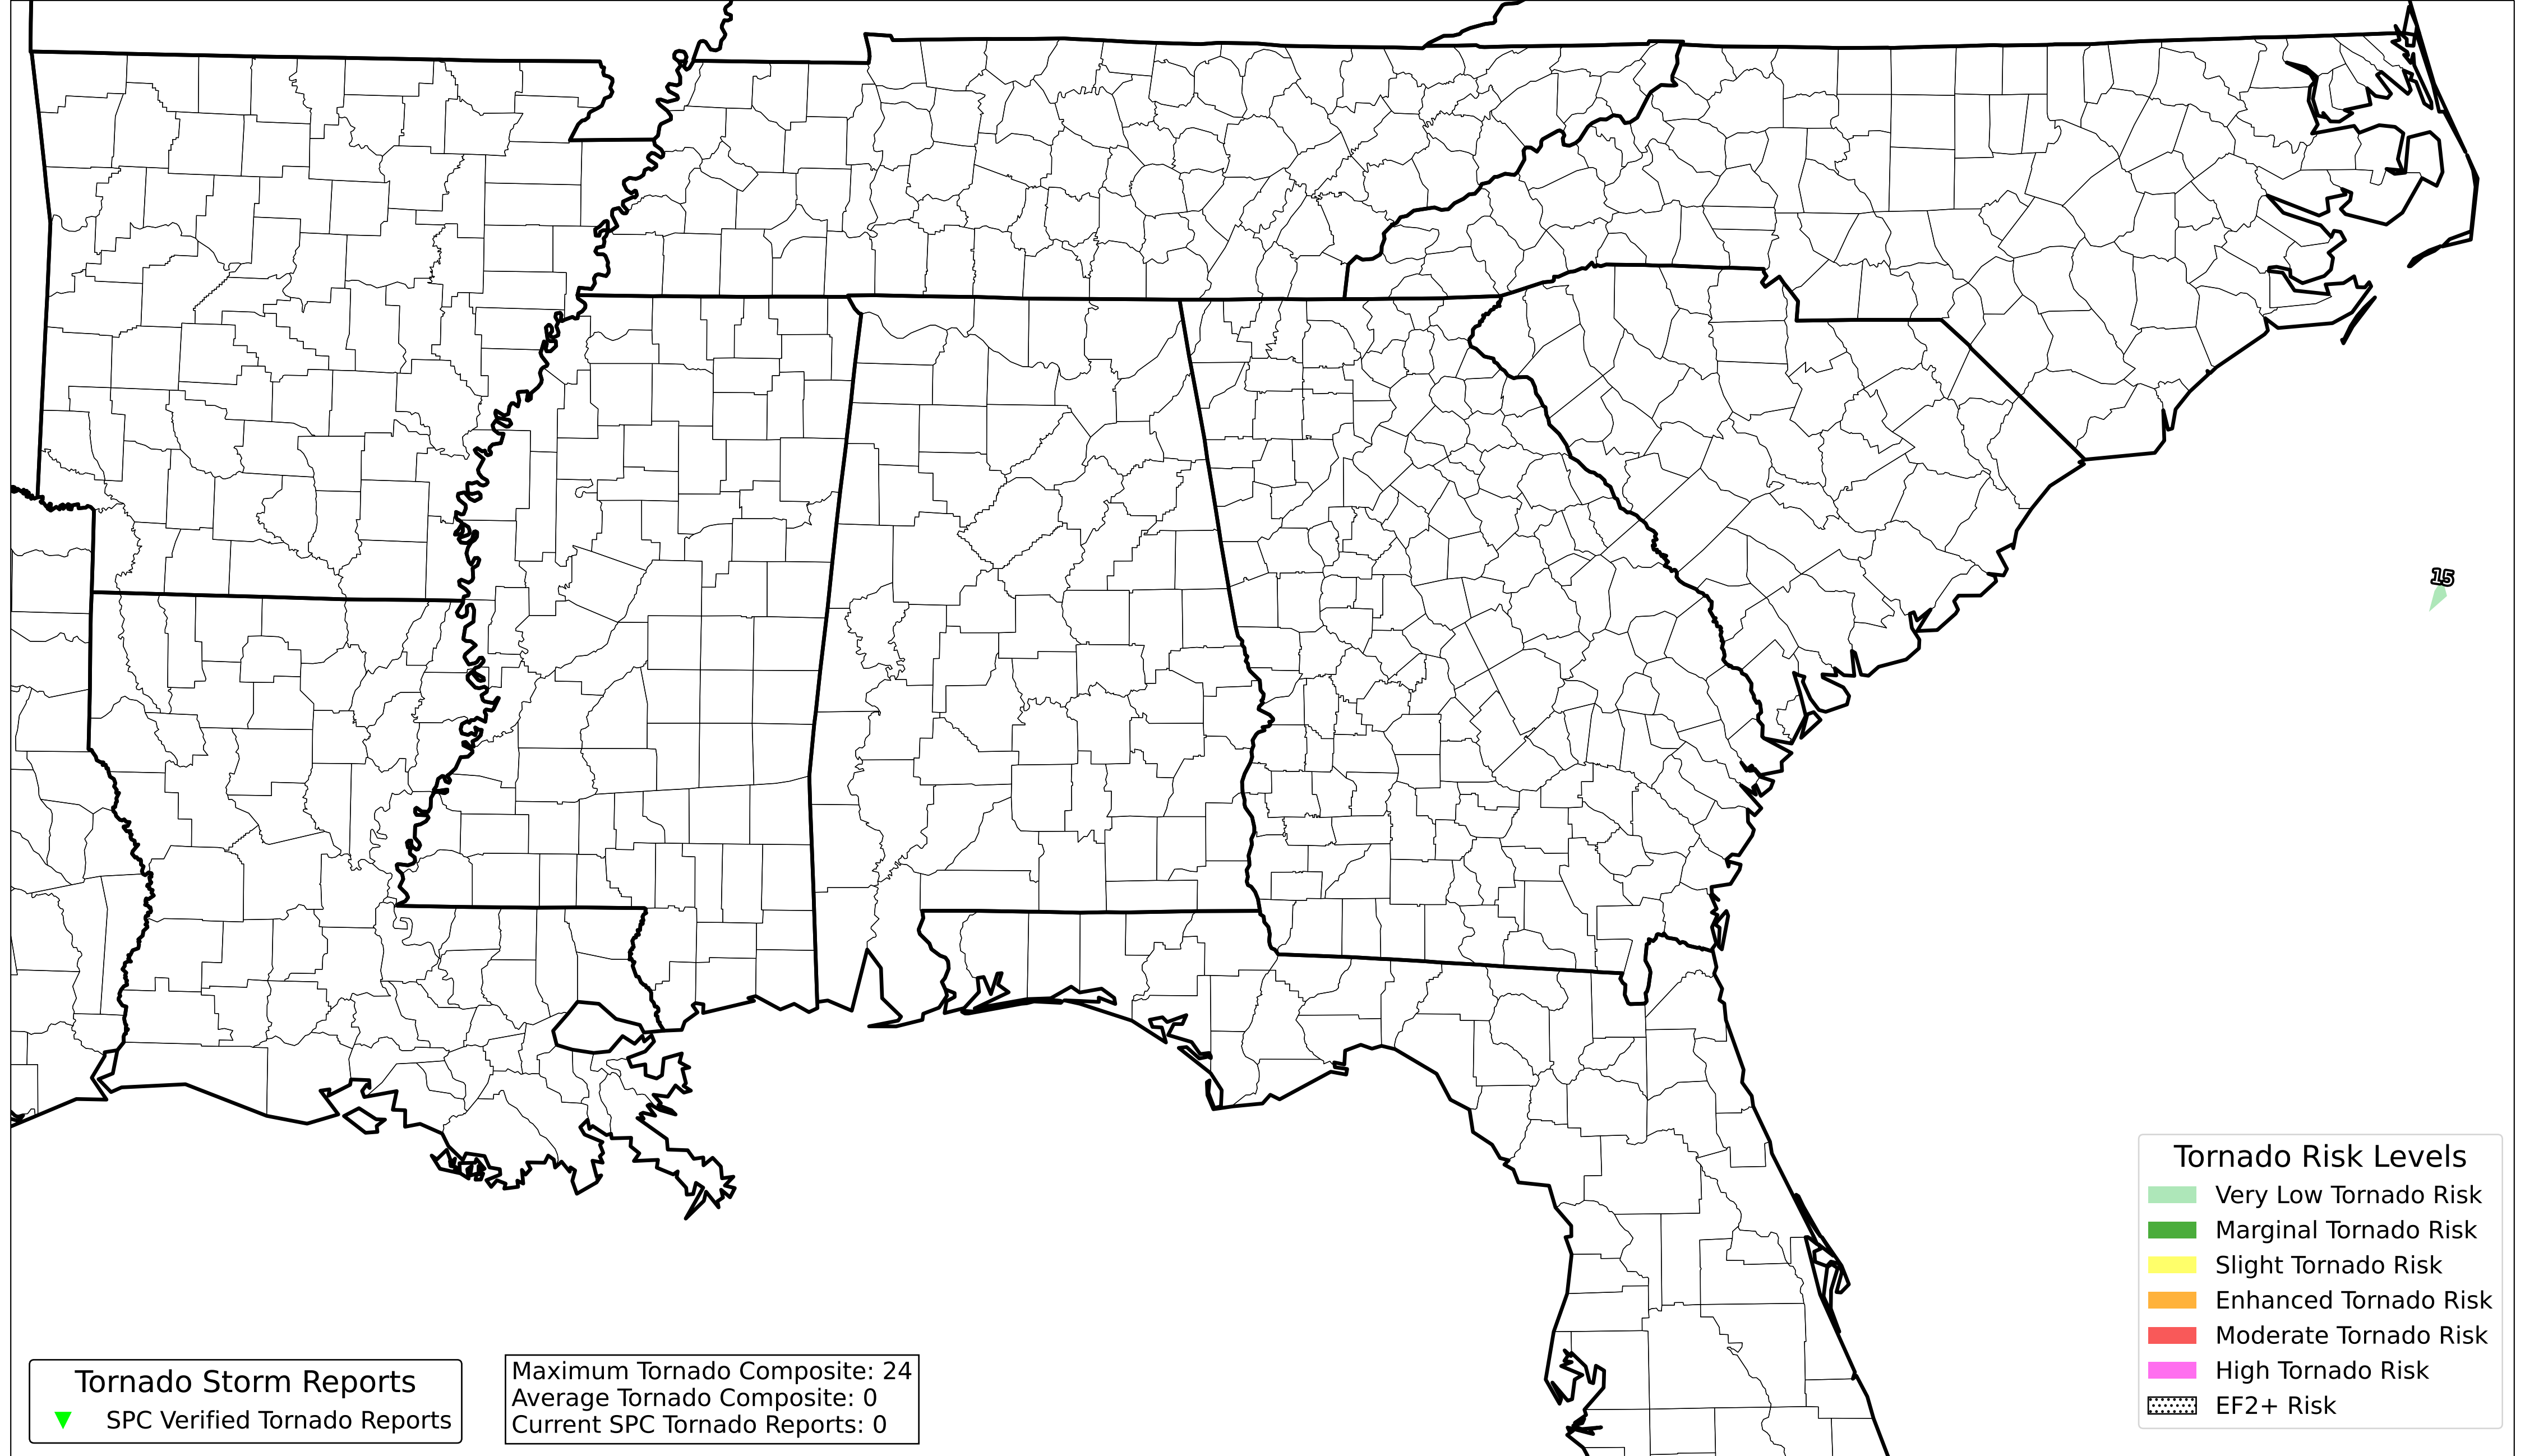 15
Tornado Risk Levels
Very Low Tornado Risk
Marginal Tornado Risk
Slight Tornado Risk
Enhanced Tornado Risk
Moderate Tornado Risk
High Tornado Risk
EF2+ Risk
Tornado Storm Reports
SPC Verified Tornado Reports
Maximum Tornado Composite: 24
Average Tornado Composite: 0
Current SPC Tornado Reports: 0